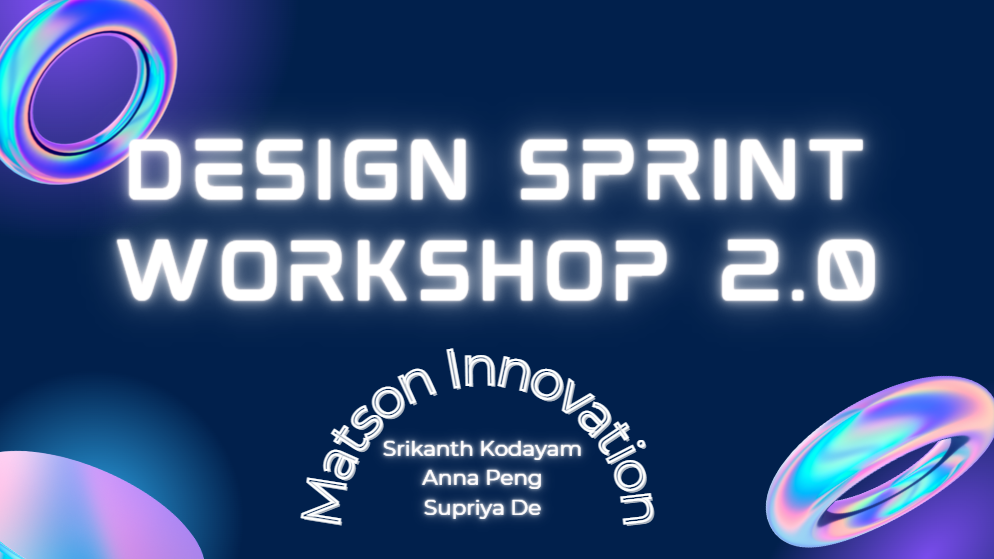 DESIGN SPRINT
WORKSHOP 2.0
Matson Innovation
Srikanth Kodayam
Anna Peng
Supriya De